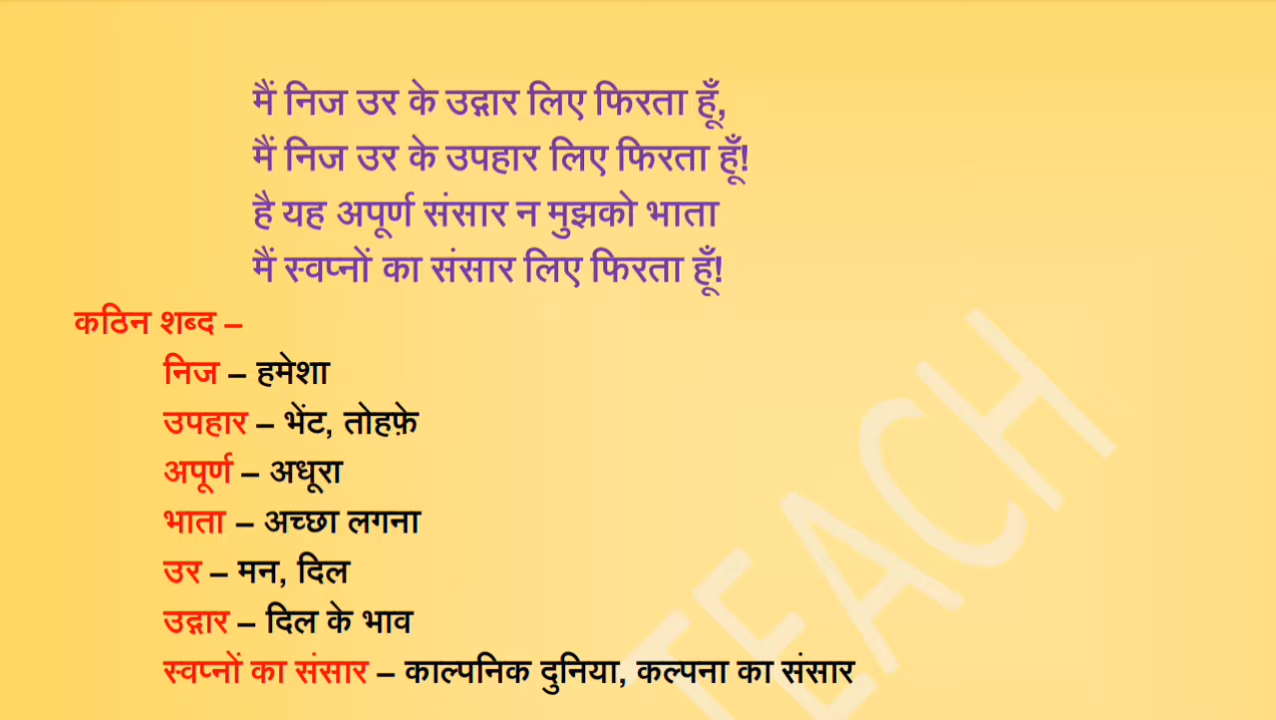 मैं निज उर के उद्गार लिए फिरता हूँ,
मैं निज उर के उपहार लिए फिरता हूँ!
है यह अपूर्ण संसार न मुझको भाता
मैं स्वप्नों का संसार लिए फिरता हूँ!
कठिन शब्द –
निज – हमेशा
उपहार – भेंट, तोहफ़े
अपूर्ण – अधूरा
भाता – अच्छा लगना
उर – मन, दिल
उद्गार – दिल के भाव
स्वप्नों का संसार – काल्पनिक दुनिया, कल्पना का संसार
TEACH